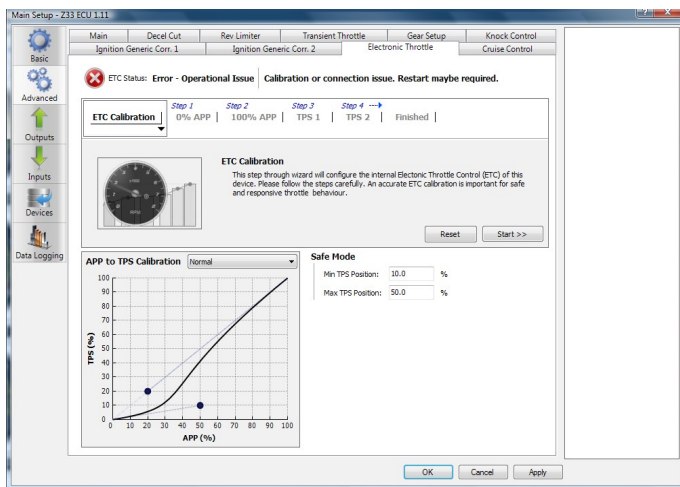 Main Setup - Z33 ECU 1.11
Main Decel Cut Rev Limiter Transient Throttle Gear Setup Knock Control
Ignition Generic Corr. 1 Ignition Generic Corr. 2 Electronic Throttle Cruise Control
Basic
Advanced
Outputs
Inputs
Devices
Data Logging
ETC Status: Error - Operational Issue Calibration or connection issue. Restart maybe required.
Step 1 Step 2 Step 3 Step 4
ETC Calibration 0% APP 100% APP TPS 1 TPS 2 Finished
ETC Calibration
This step through wizard will configure the internal Electonic Throttle Control (ETC) of this
device. Please follow the steps carefully. An accurate ETC calibration is important for safe
and responsive throttle behaviour.
Reset Start >>
APP to TPS Calibration Normal
100
90
80
70
60
50
40
30
20
10
0
TPS (%)
0 10 20 30 40 50 60 70 80 90 100
APP (%)
Safe Mode
Min TPS Position: 10.0 %
Max TPS Position: 50.0 %
OK Cancel Apply